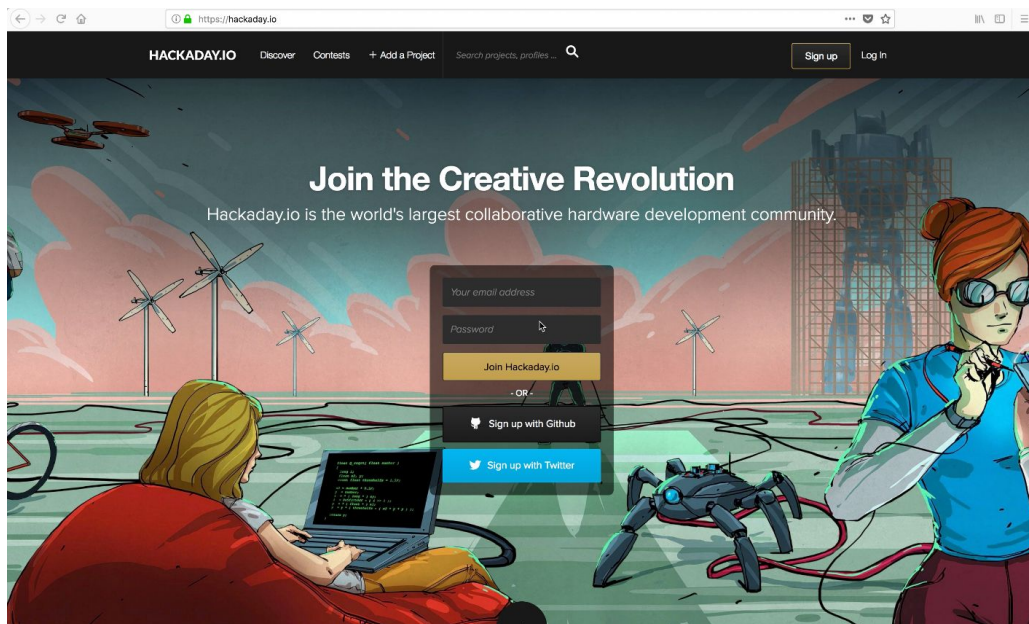 https://hackaday.io
HACKADAY.IO Discover Contests + Add a Project Search projects, profiles ... Sign up Log In
Join the Creative Revolution
Hackaday.io is the world's largest collaborative hardware development community.
Your email address
Password
Join Hackaday.io
- OR -
Sign up with Github
Sign up with Twitter